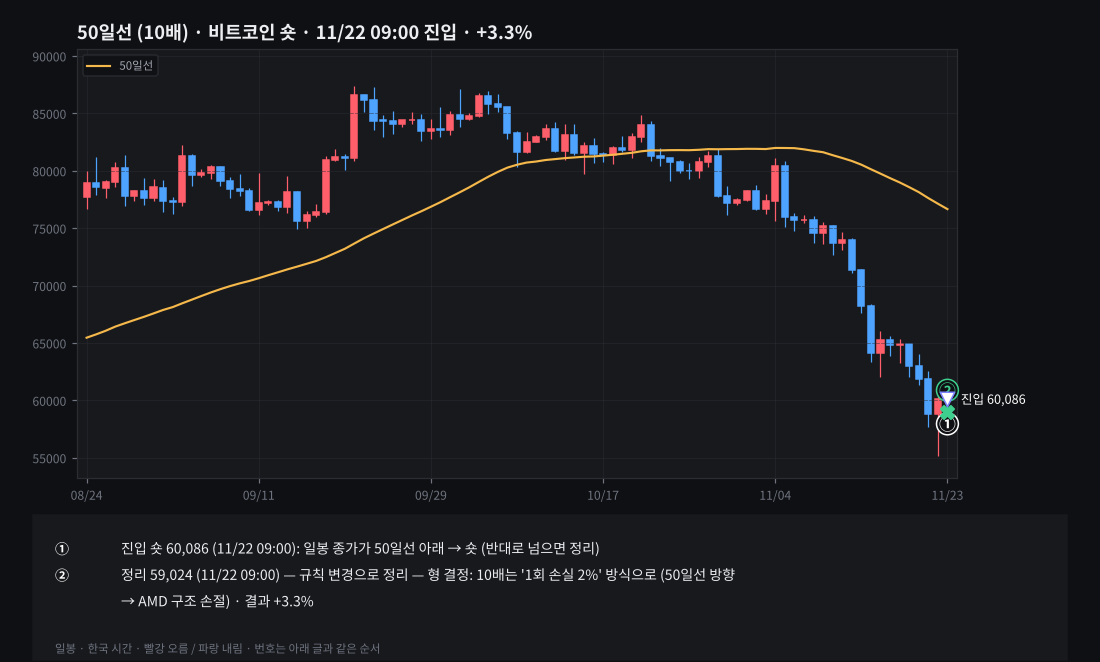 50일선 (10배) · 비트코인 숏 · 11/22 09:00 진입 · +3.3%
50일선
90000
85000
80000
75000
70000
65000
60000
55000
진입 60,086
②
①
08/24
09/11
09/29
10/17
11/04
11/23
① 진입 숏 60,086 (11/22 09:00): 일봉 종가가 50일선 아래 → 숏 (반대로 넘으면 정리)
② 정리 59,024 (11/22 09:00) — 규칙 변경으로 정리 — 형 결정: 10배는 '1회 손실 2%' 방식으로 (50일선 방향
→ AMD 구조 손절) · 결과 +3.3%
일봉 · 한국 시간 · 빨강 오름 / 파랑 내림 · 번호는 아래 글과 같은 순서